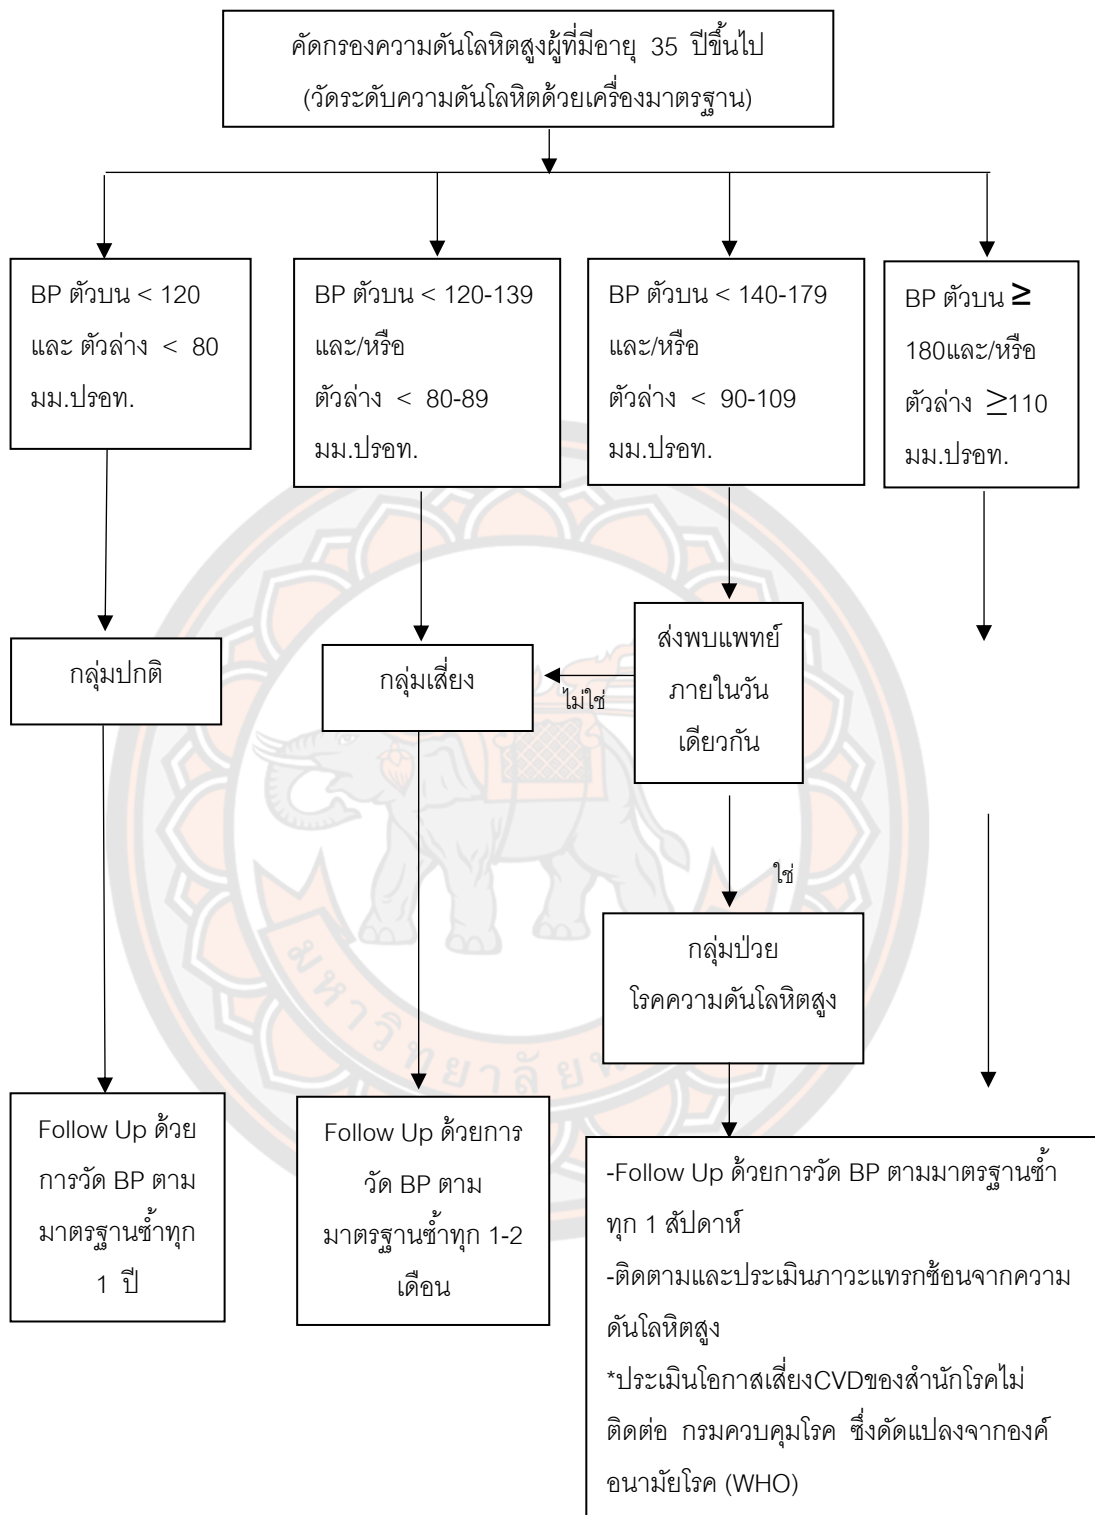 คัดกรองความดันโลหิตสูงผู้ที่มีอายุ 35 ปีขึ้นไป
(วัดระดับความดันโลหิตด้วยเครื่องมาตรฐาน)
BP ตัวบน < 120
และ ตัวล่าง < 80
มม.ปรอท.
BP ตัวบน < 120-139
และ/หรือ
ตัวล่าง < 80-89
มม.ปรอท.
BP ตัวบน < 140-179
และ/หรือ
ตัวล่าง < 90-109
มม.ปรอท.
BP ตัวบน ≥
180และ/หรือ
ตัวล่าง ≥110
มม.ปรอท.
กลุ่มปกติ
กลุ่มเสี่ยง
ไม่ใช่
ส่งพบแพทย์
ภายในวัน
เดียวกัน
ใช่
กลุ่มป่วย
โรคความดันโลหิตสูง
Follow Up ด้วย
การวัด BP ตาม
มาตรฐานซ้ำทุก
1 ปี
Follow Up ด้วยการ
วัด BP ตาม
มาตรฐานซ้ำทุก 1-2
เดือน
-Follow Up ด้วยการวัด BP ตามมาตรฐานซ้ำ
ทุก 1 สัปดาห์
-ติดตามและประเมินภาวะแทรกซ้อนจากความ
ดันโลหิตสูง
*ประเมินโอกาสเสี่ยงCVDของสำนักโรคไม่
ติดต่อ กรมควบคุมโรค ซึ่งดัดแปลงจากองค์
อนามัยโรค (WHO)